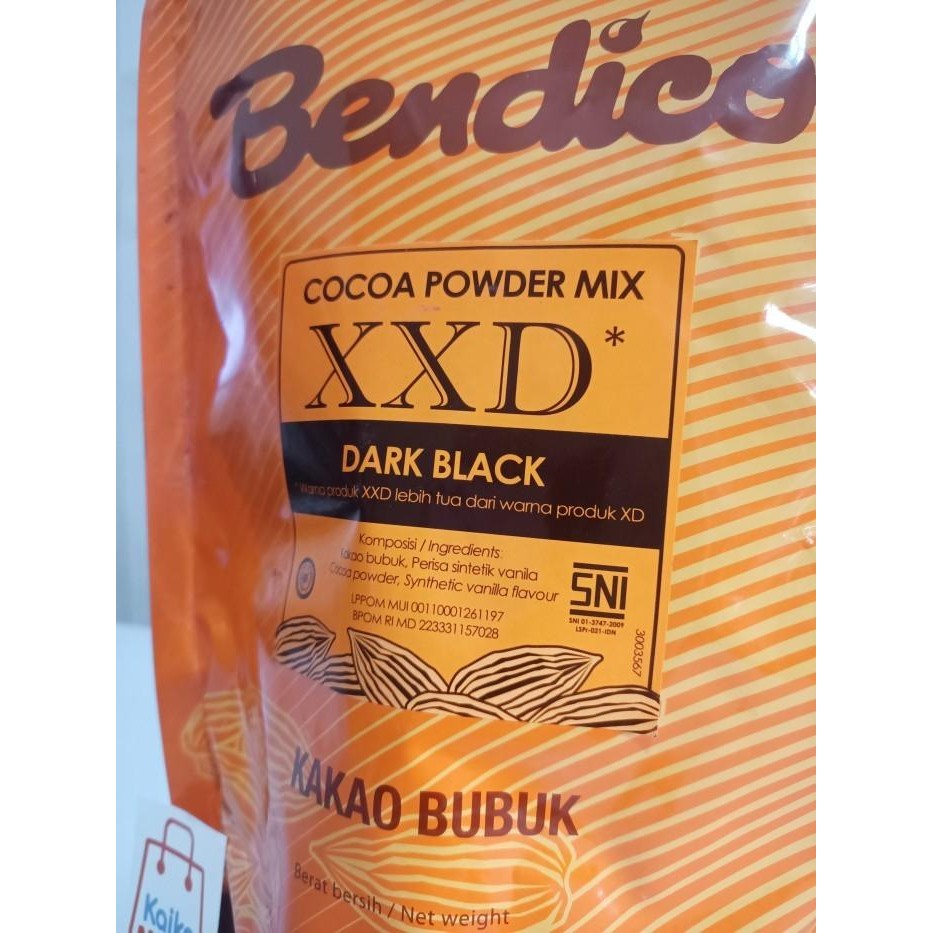 Bendico
COCOA POWDER MIX
XXD*
DARK BLACK
*Warna produk XXD lebih tua dari warna produk XD
Komposisi / Ingredients:
Kakao bubuk, Perisa sintetik vanila
Cocoa powder, Synthetic vanilla flavour
LPPOM MUI 00110001261197
BPOM RI MD 223331157028
SNI
SNI 01-3747-2009
LSPr-021-IDN
3003567
KAKAO BUBUK
Berat bersih / Net weight
Kaika